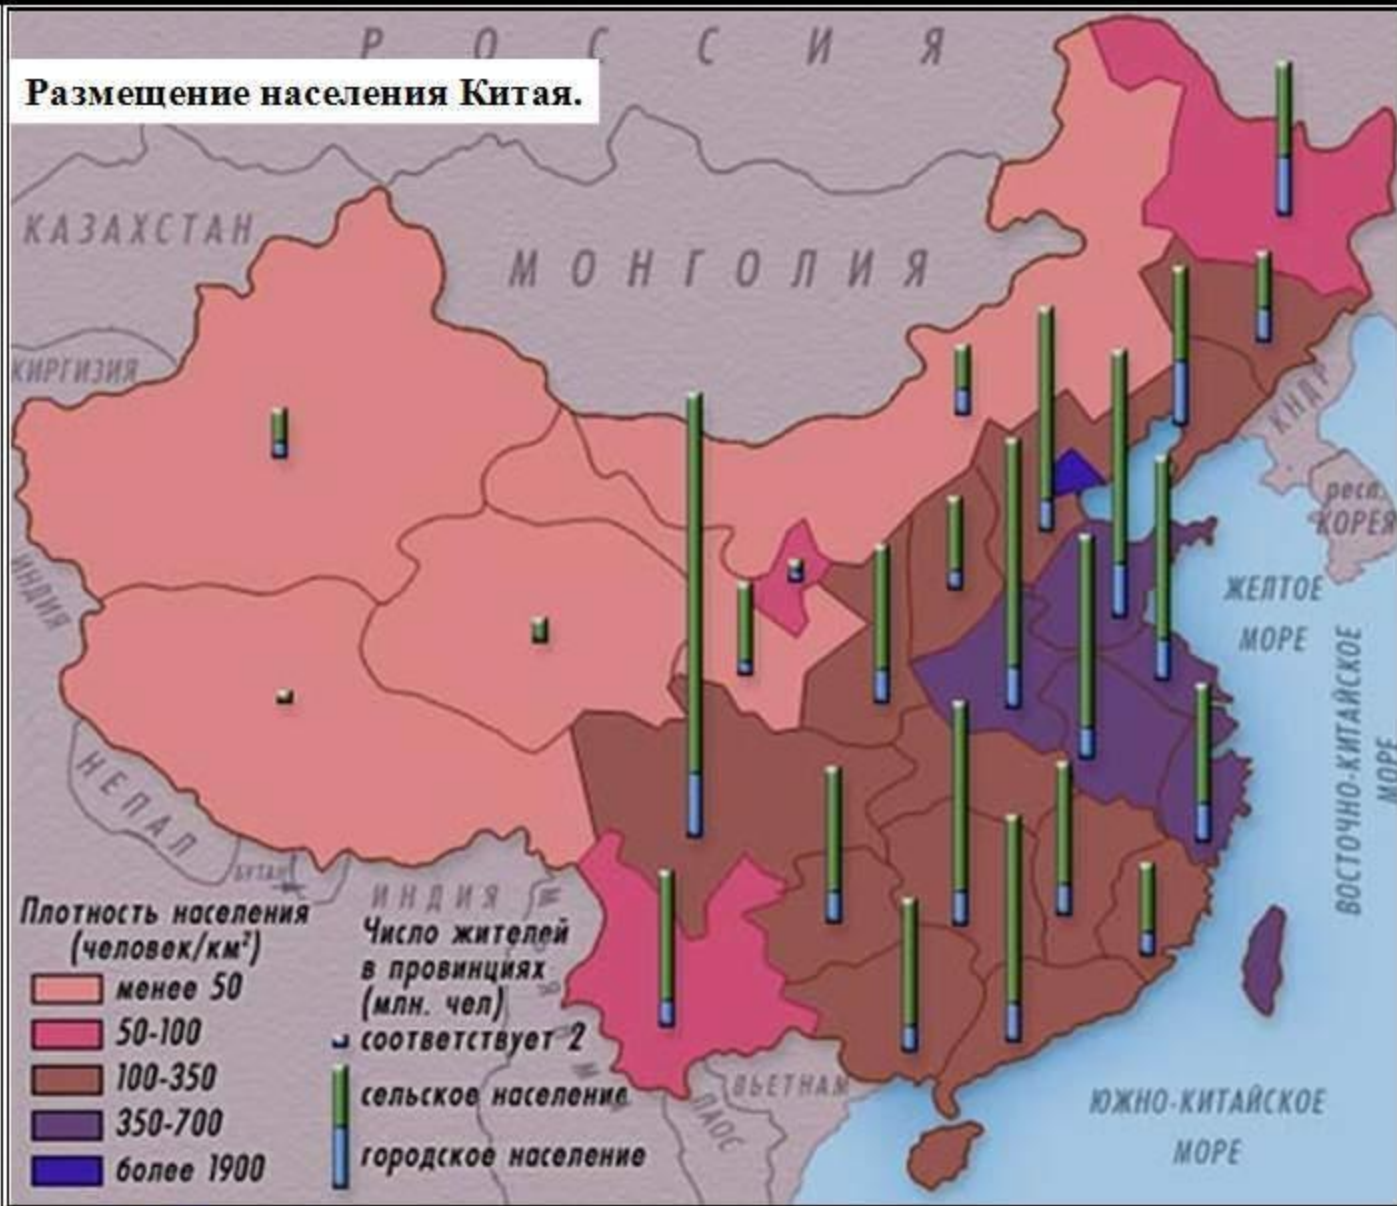 Р О С С И Я
Размещение населения Китая.
КАЗАХСТАН
МОНГОЛИЯ
КИРГИЗИЯ
КНДР
респ.
КОРЕЯ
ИНДИЯ
ЖЕЛТОЕ
МОРЕ
ВОСТОЧНО-КИТАЙСКОЕ
МОРЕ
НЕПАЛ
БУТАН
ИНДИЯ
Плотность населения
(человек/км²)
менее 50
50-100
100-350
350-700
более 1900
Число жителей
в провинциях
(млн. чел)
соответствует 2
сельское население
городское население
ВЬЕТНАМ
ЛАОС
ЮЖНО-КИТАЙСКОЕ
МОРЕ